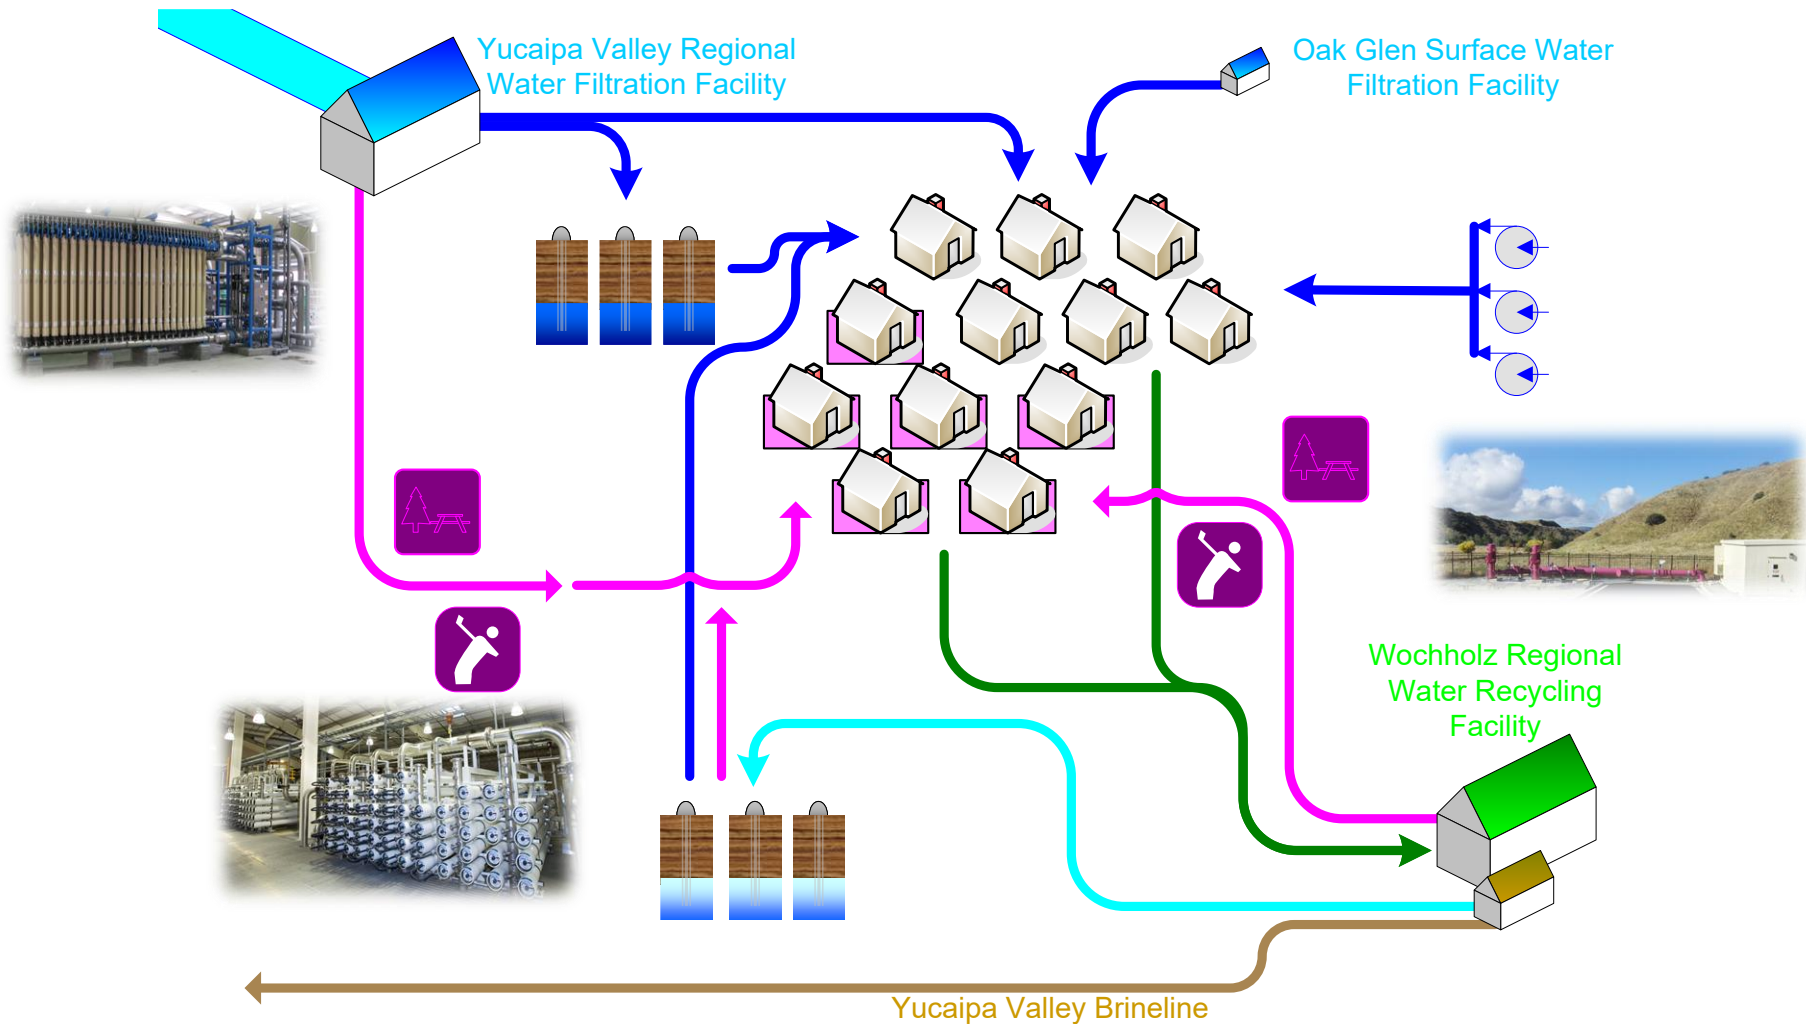 Yucaipa Valley Regional
Water Filtration Facility
Oak Glen Surface Water
Filtration Facility
Wochholz Regional
Water Recycling
Facility
Yucaipa Valley Brineline